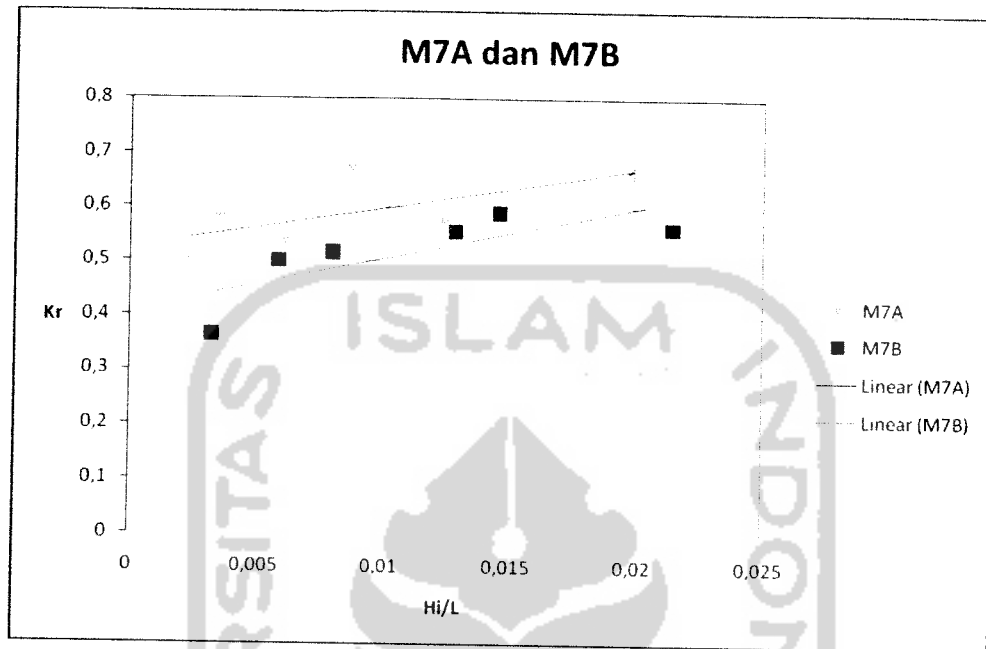 M7A dan M7B
0,8
0,7
0,6
0,5
0,4
0,3
0,2
0,1
0
Kr
0
0,005
0,01
0,015
0,02
0,025
Hi/L
M7A
M7B
Linear (M7A)
Linear (M7B)
ISLAM
INDON
RSITAS